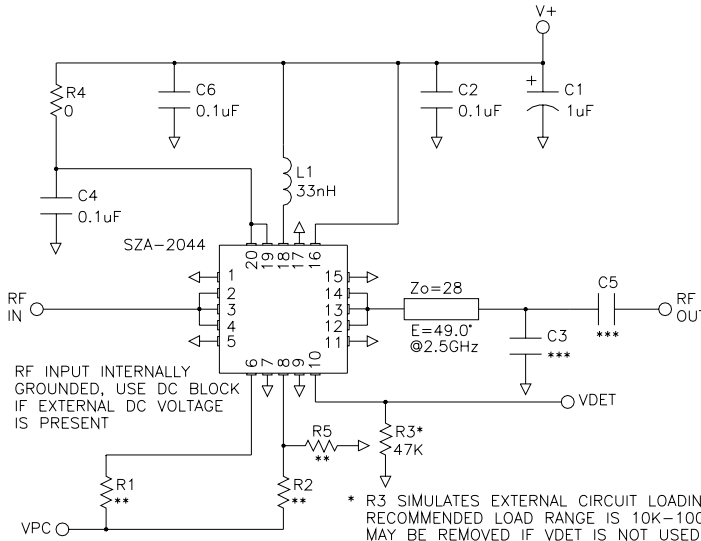 V+
R4
0
C6
0.1uF
C2
0.1uF
+
C1
1uF
L1
33nH
C4
0.1uF
SZA-2044
20
19
18
17
16
1
2
3
4
5
15
14
13
12
11
6
7
8
9
10
RF
IN
Zo=28
E=49.0°
@2.5GHz
C5
***
RF
OUT
C3
***
RF INPUT INTERNALLY
GROUNDED, USE DC BLOCK
IF EXTERNAL DC VOLTAGE
IS PRESENT
VDET
R5
**
R3*
47K
R1
**
R2
**
VPC
* R3 SIMULATES EXTERNAL CIRCUIT LOADIN
RECOMMENDED LOAD RANGE IS 10K-100
MAY BE REMOVED IF VDET IS NOT USED